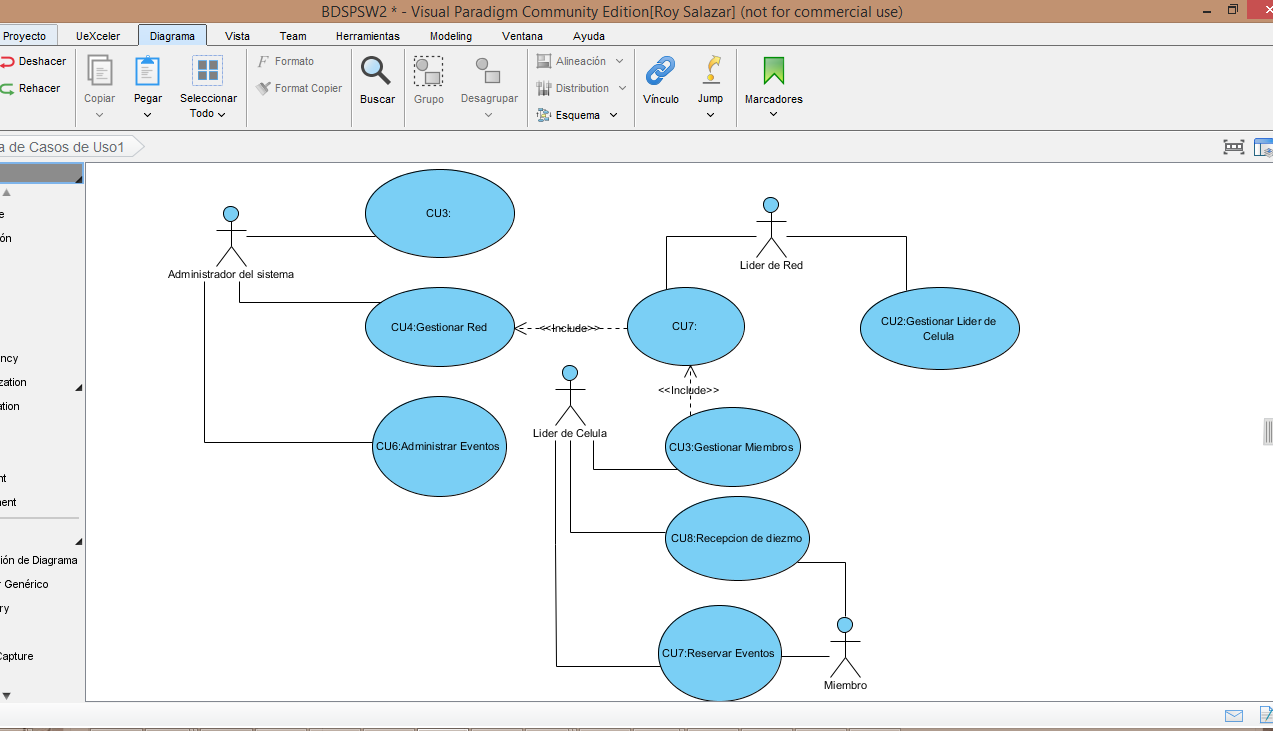 BDSPSW2 * - Visual Paradigm Community Edition[Roy Salazar] (not for commercial use)
Proyecto UeXceler Diagrama Vista Team Herramientas Modeling Ventana Ayuda
Deshacer
Rehacer
Copiar
Pegar
Seleccionar
Todo
Formato
Format Copier
Buscar
Grupo
Desagrupar
Alineación
Distribution
Esquema
Vínculo
Jump
Marcadores
a de Casos de Uso1
e
ón
ncy
zation
ation
nt
ment
ión de Diagrama
r Genérico
ry
Capture
CU3:
Administrador del sistema
Lider de Red
CU4:Gestionar Red
<<Include>>
CU7:
CU2:Gestionar Lider de
Celula
<<Include>>
Lider de Celula
CU6:Administrar Eventos
CU3:Gestionar Miembros
CU8:Recepcion de diezmo
CU7:Reservar Eventos
Miembro